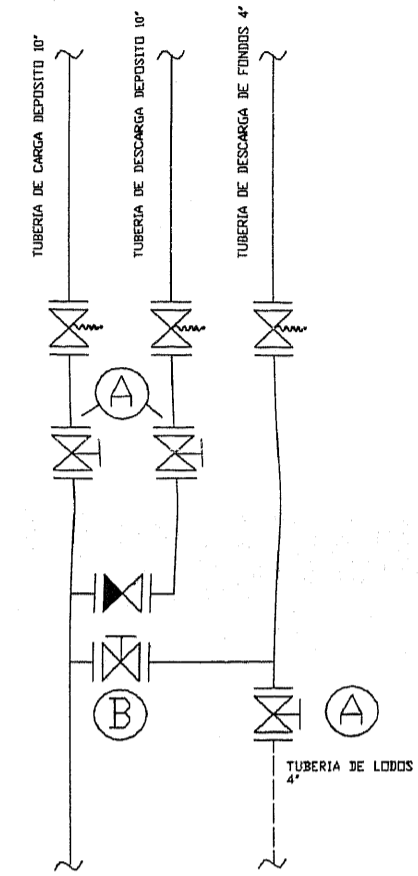 TUBERIA DE CARGA DEPOSITO 10"
TUBERIA DE DESCARGA DEPOSITO 10"
TUBERIA DE DESCARGA DE FONDOS 4"
A
B
A
TUBERIA DE LODOS
4"